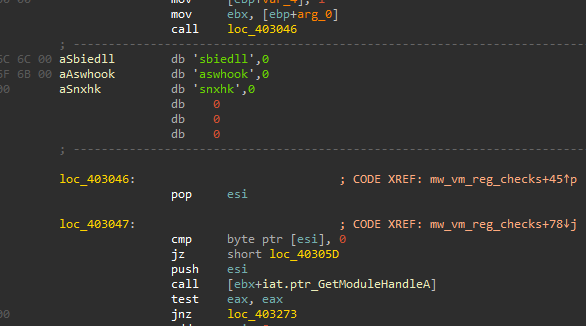 mov [ebp+var_4], 1
mov ebx, [ebp+arg_0]
call loc_403046
; ---------------------------------------------------------------------------
6C 6C 00 aSbiedll db 'sbiedll',0
6F 6B 00 aAswhook db 'aswhook',0
00 aSnxhk db 'snxhk',0
db 0
db 0
db 0
; ---------------------------------------------------------------------------
loc_403046: ; CODE XREF: mw_vm_reg_checks+45↑p
pop esi
loc_403047: ; CODE XREF: mw_vm_reg_checks+78↓j
cmp byte ptr [esi], 0
jz short loc_40305D
push esi
call [ebx+iat.ptr_GetModuleHandleA]
test eax, eax
00 jnz loc_403273